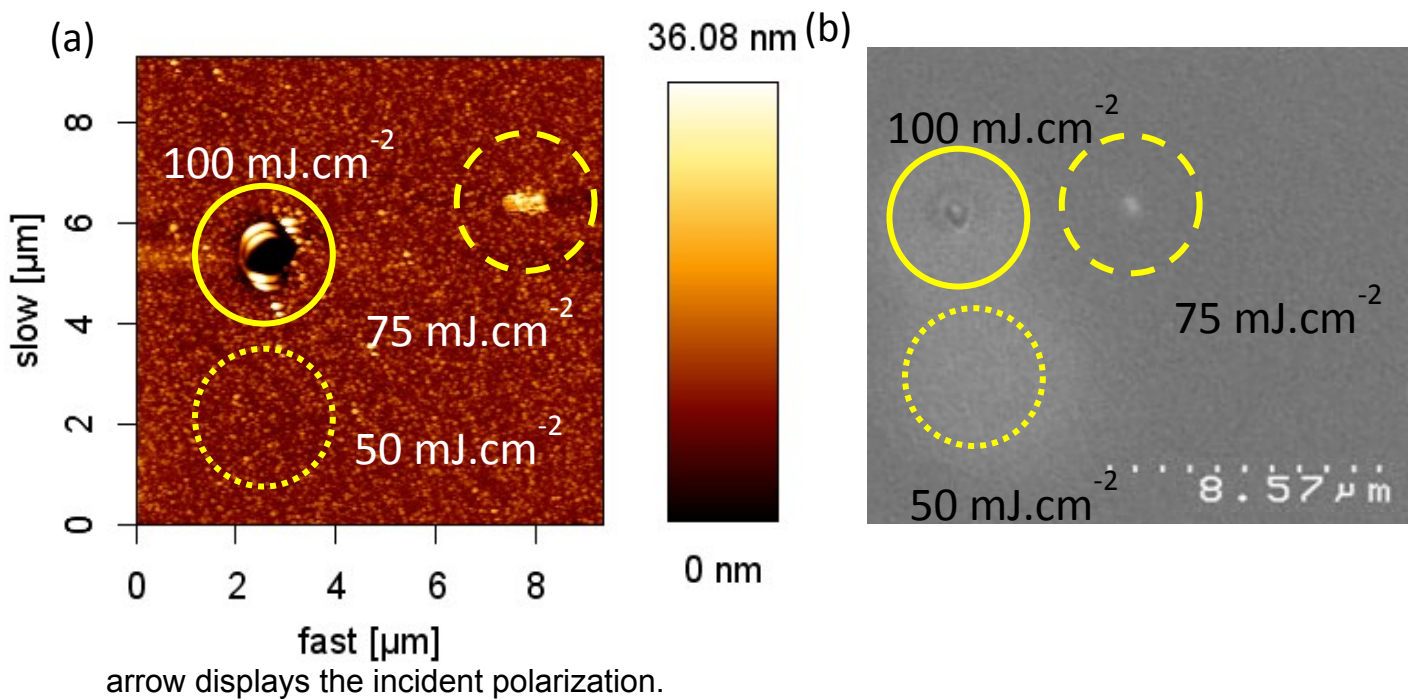 (a)
36.08 nm
(b)
8
6
4
2
0
slow [µm]
100 mJ.cm⁻²
75 mJ.cm⁻²
50 mJ.cm⁻²
0 2 4 6 8
fast [µm]
0 nm
100 mJ.cm⁻²
75 mJ.cm⁻²
8.57µm
50 mJ.cm⁻²
arrow displays the incident polarization.